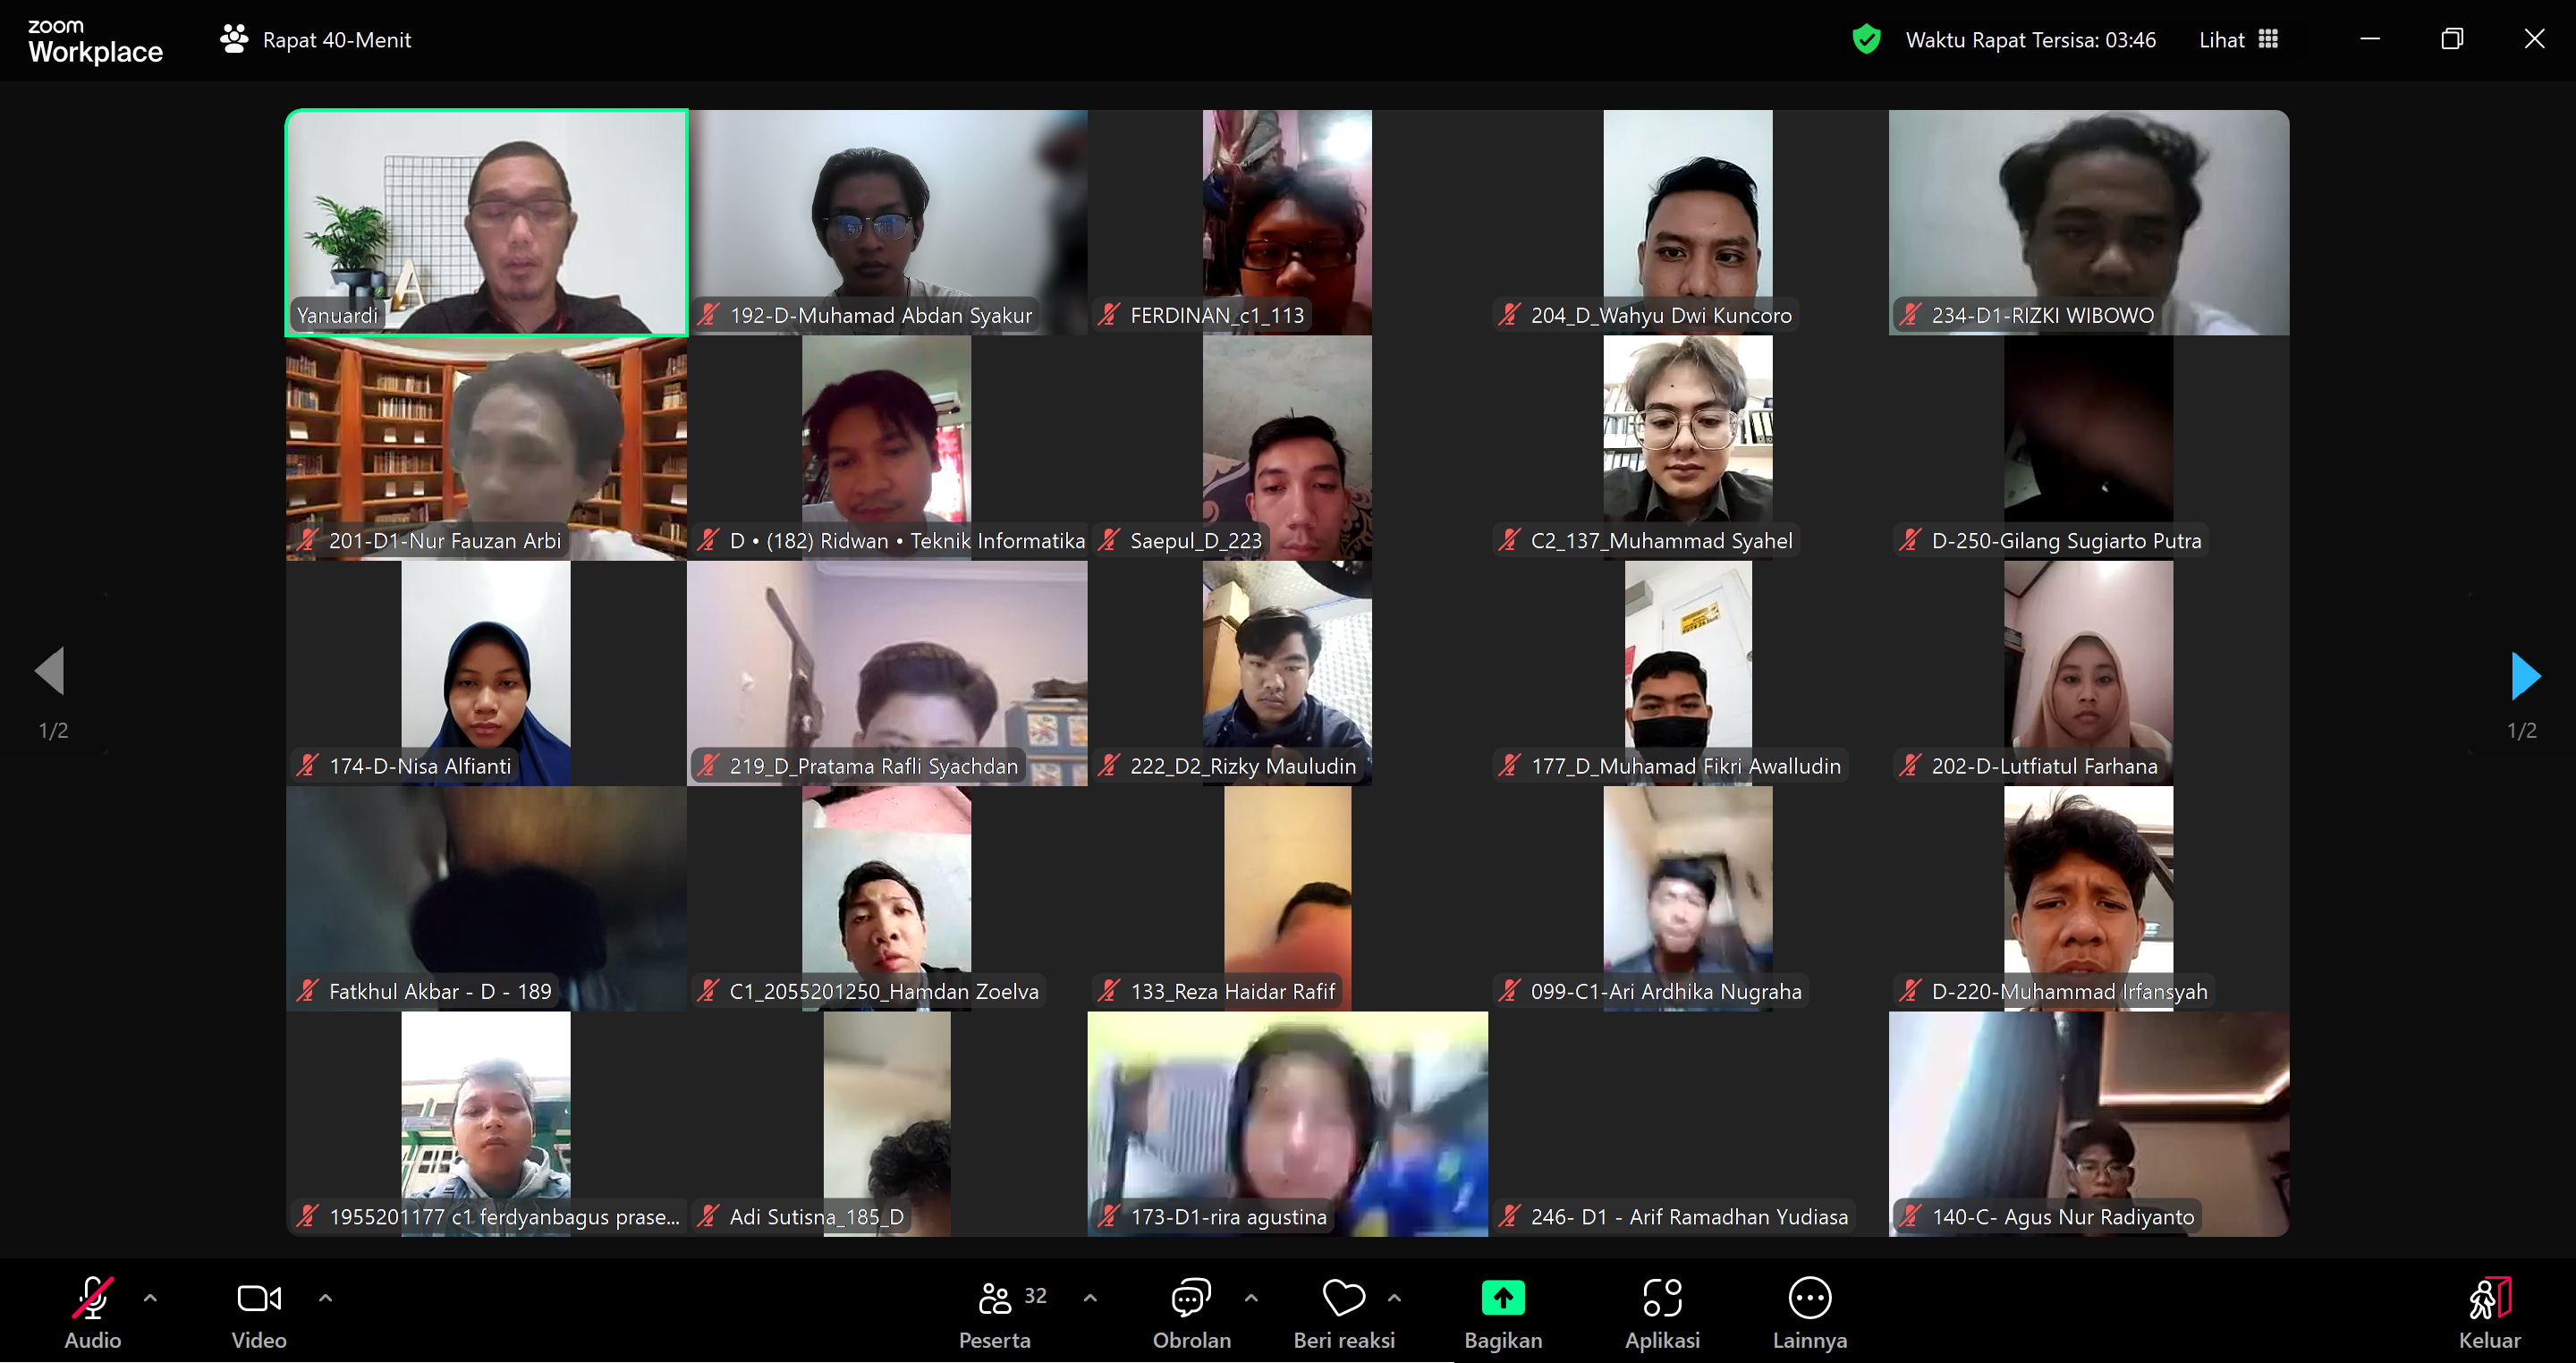 zoom
Workplace
Rapat 40-Menit
Waktu Rapat Tersisa: 03:46
Lihat
Yanuardi
192-D-Muhamad Abdan Syakur
FERDINAN_c1_113
204_D_Wahyu Dwi Kuncoro
234-D1-RIZKI WIBOWO
201-D1-Nur Fauzan Arbi
D • (182) Ridwan • Teknik Informatika
Saepul_D_223
C2_137_Muhammad Syahel
D-250-Gilang Sugiarto Putra
174-D-Nisa Alfianti
219_D_Pratama Rafli Syachdan
222_D2_Rizky Mauludin
177_D_Muhamad Fikri Awalludin
202-D-Lutfiatul Farhana
1/2
1/2
Fatkhul Akbar - D - 189
C1_2055201250_Hamdan Zoelva
133_Reza Haidar Rafif
099-C1-Ari Ardhika Nugraha
D-220-Muhammad Irfansyah
1955201177 c1 ferdyanbagus prase...
Adi Sutisna_185_D
173-D1-rira agustina
246- D1 - Arif Ramadhan Yudiasa
140-C- Agus Nur Radiyanto
Audio
Video
32
Peserta
Obrolan
Beri reaksi
Bagikan
Aplikasi
Lainnya
Keluar